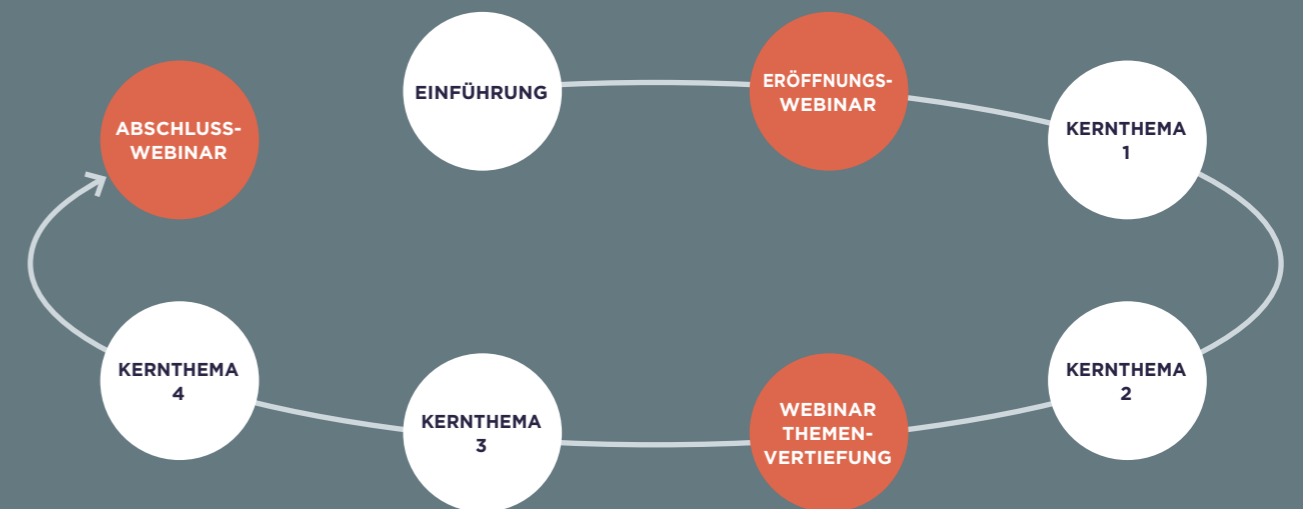 EINFÜHRUNG
ERÖFFNUNGS-
WEBINAR
KERNTHEMA
1
KERNTHEMA
2
WEBINAR
THEMEN-
VERTIEFUNG
KERNTHEMA
3
KERNTHEMA
4
ABSCHLUSS-
WEBINAR